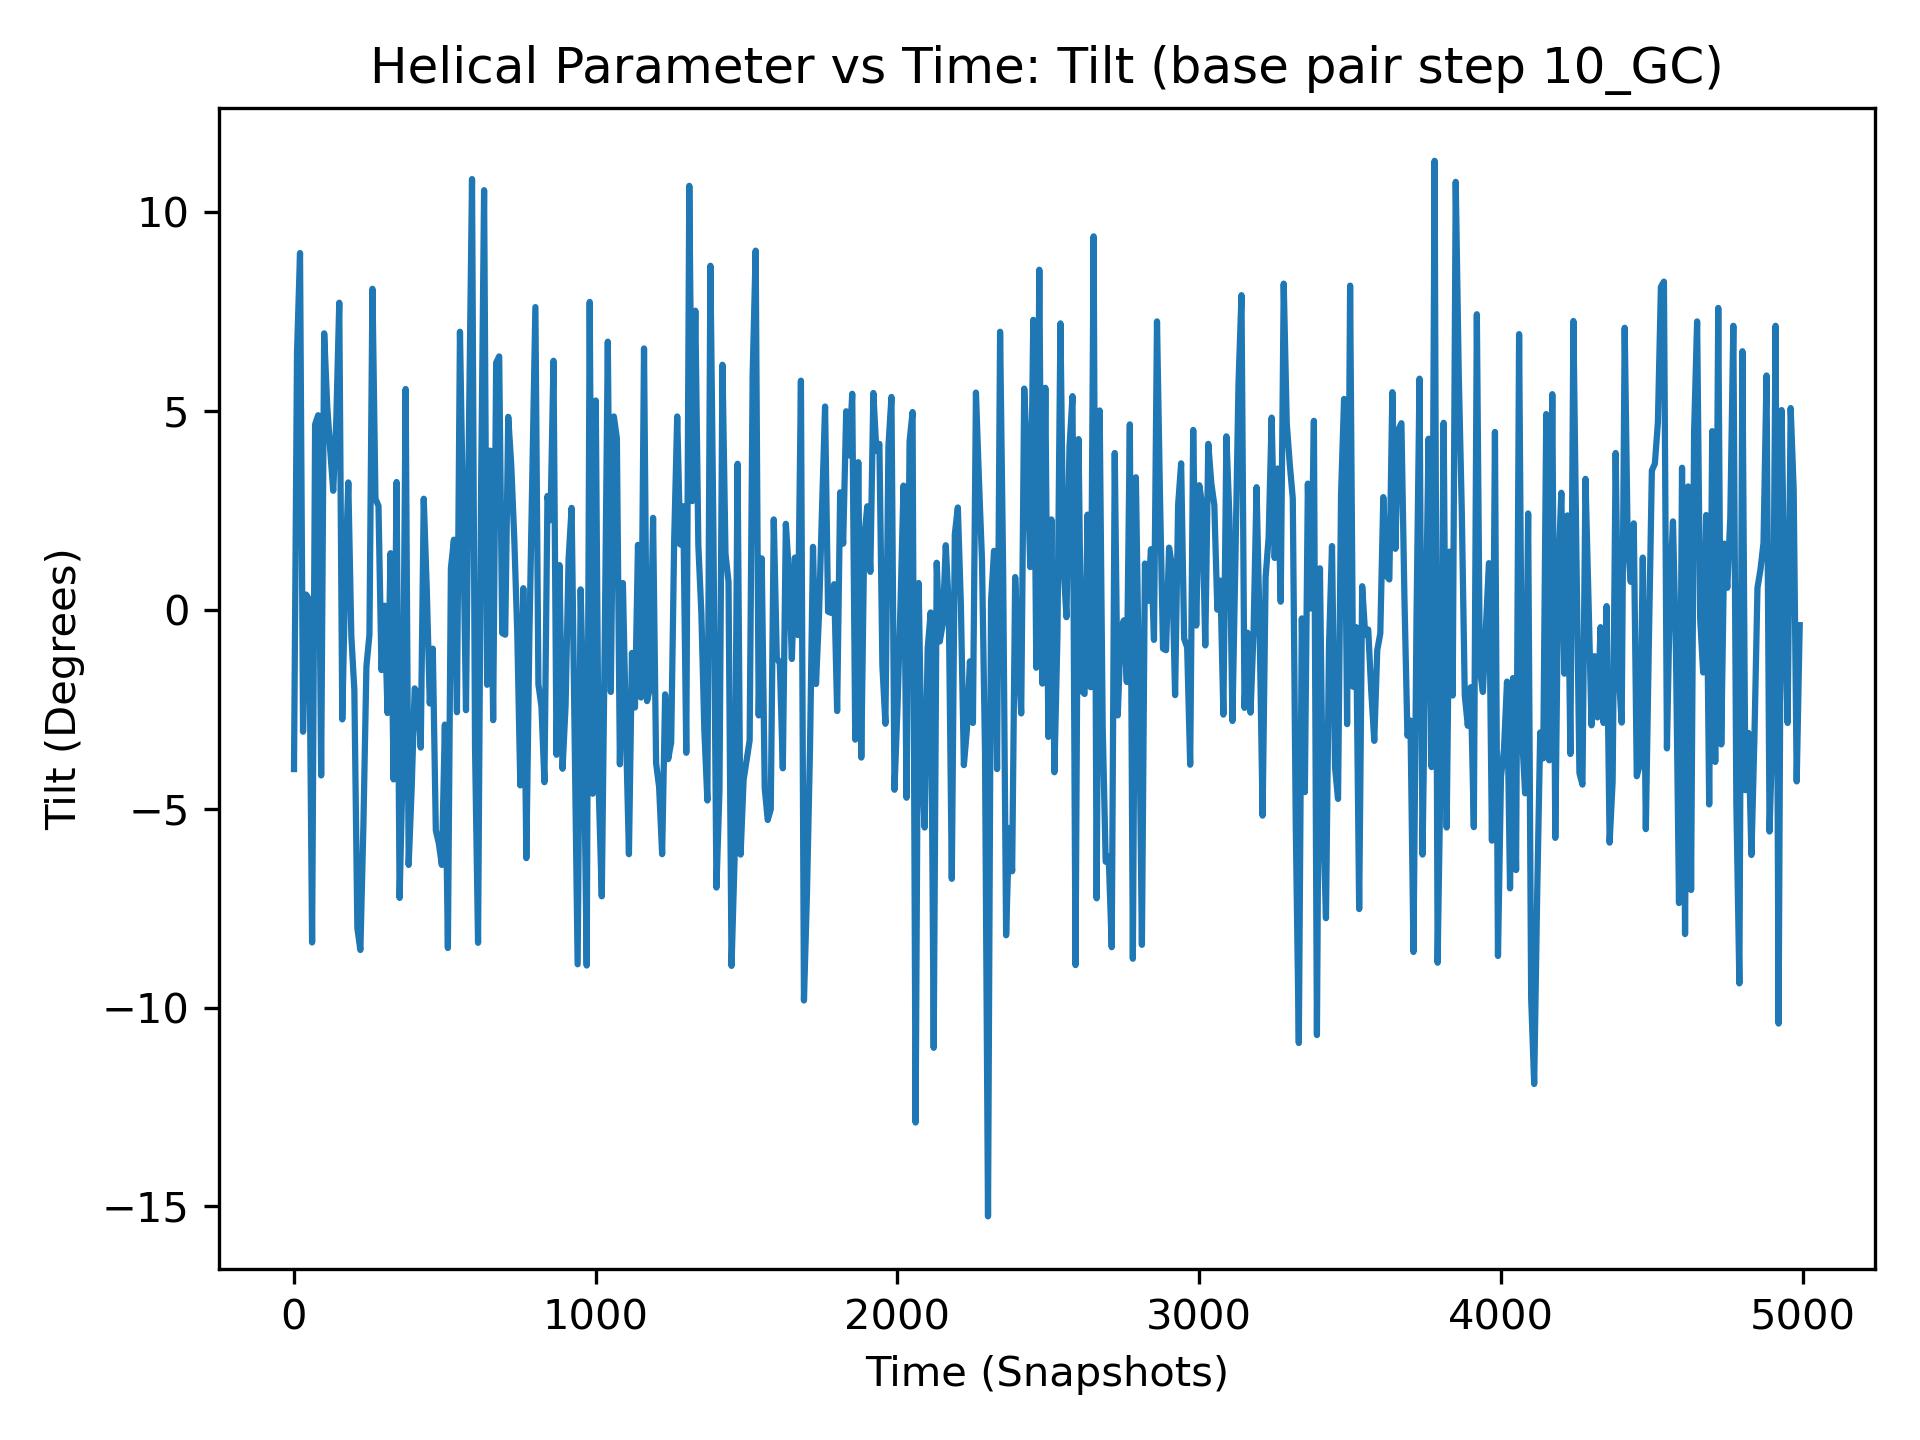 Helical Parameter vs Time: Tilt (base pair step 10_GC)
10
5
0
−5
−10
−15
Tilt (Degrees)
0 1000 2000 3000 4000 5000
Time (Snapshots)